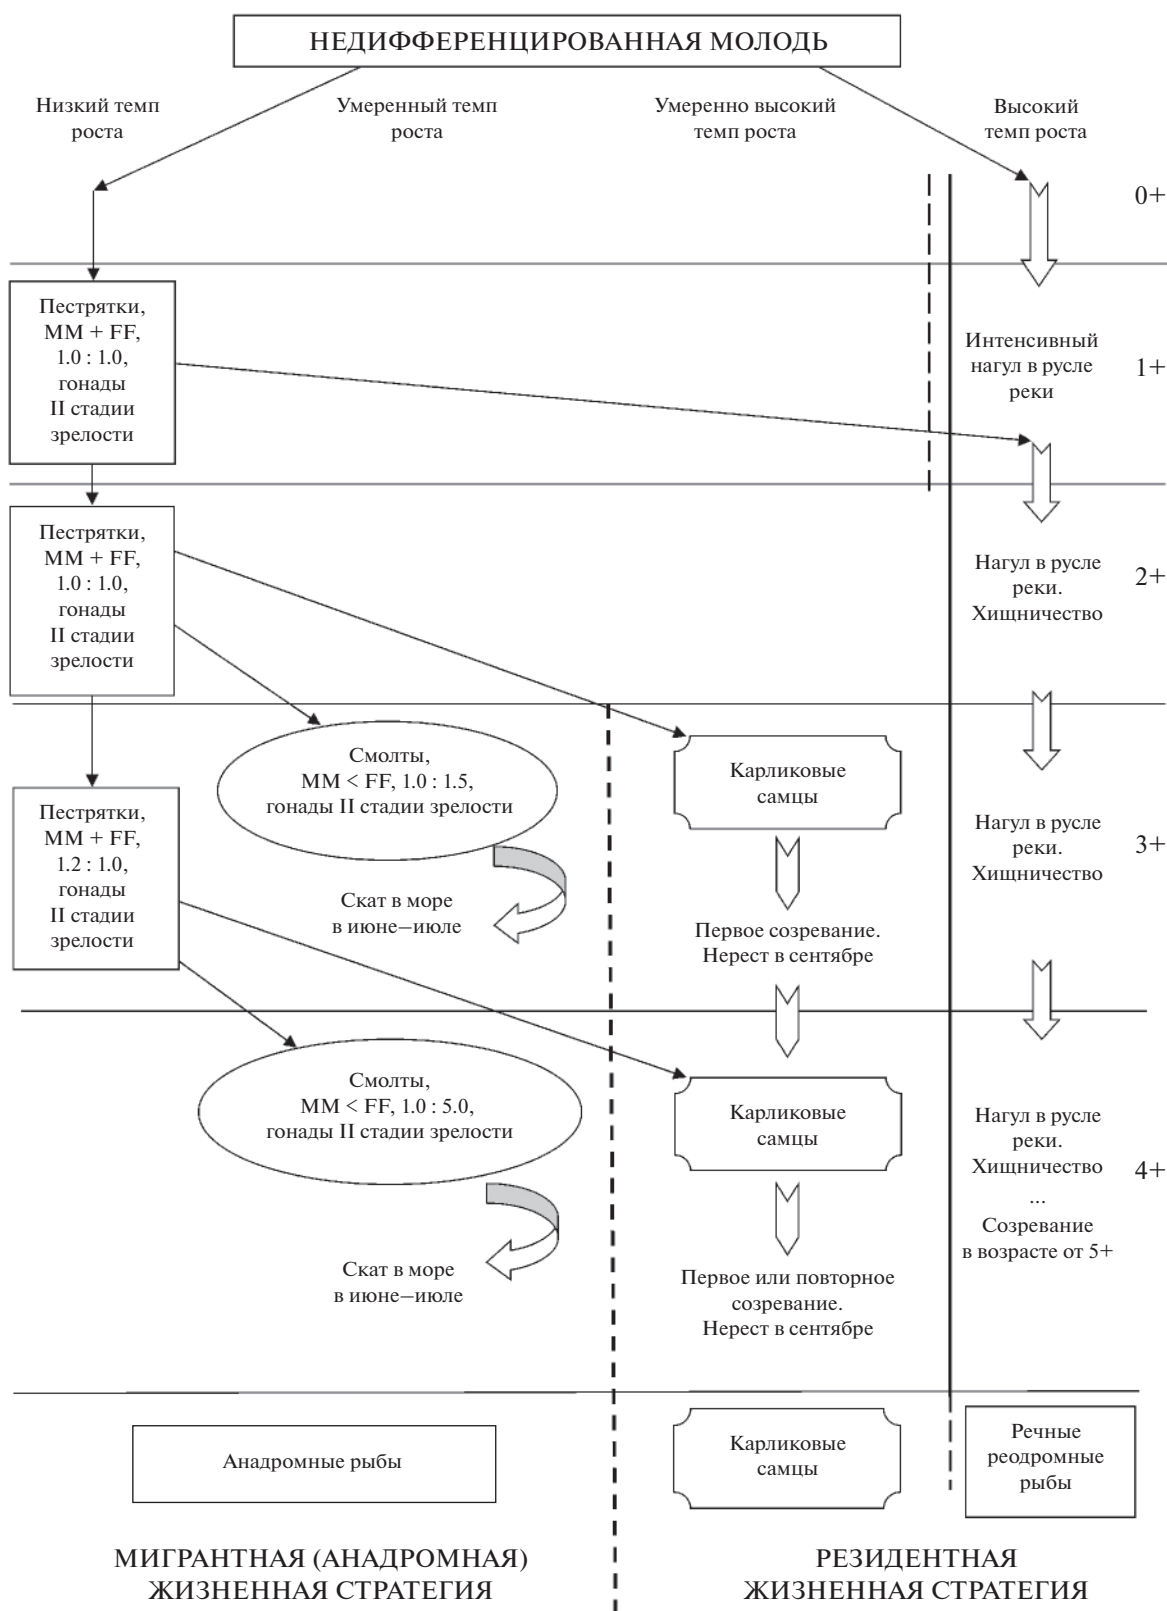 НЕДИФФЕРЕНЦИРОВАННАЯ МОЛОДЬ
Низкий темп
роста
Умеренный темп
роста
Умеренно высокий
темп роста
Высокий
темп роста
0+
Пестрятки,
MM + FF,
1.0 : 1.0,
гонады
II стадии
зрелости
Интенсивный
нагул в русле
реки
1+
Пестрятки,
MM + FF,
1.0 : 1.0,
гонады
II стадии
зрелости
Нагул в русле
реки.
Хищничество
2+
Смолты,
MM < FF, 1.0 : 1.5,
гонады II стадии зрелости
Карликовые
самцы
Пестрятки,
MM + FF,
1.2 : 1.0,
гонады
II стадии
зрелости
Нагул в русле
реки.
Хищничество
3+
Скат в море
в июне–июле
Первое созревание.
Нерест в сентябре
Смолты,
MM < FF, 1.0 : 5.0,
гонады II стадии зрелости
Карликовые
самцы
Нагул в русле
реки.
Хищничество
...
Созревание
в возрасте от 5+
4+
Скат в море
в июне–июле
Первое или повторное
созревание.
Нерест в сентябре
Анадромные рыбы
Карликовые
самцы
Речные
реодромные
рыбы
МИГРАНТНАЯ (АНАДРОМНАЯ)
ЖИЗНЕННАЯ СТРАТЕГИЯ
РЕЗИДЕНТНАЯ
ЖИЗНЕННАЯ СТРАТЕГИЯ